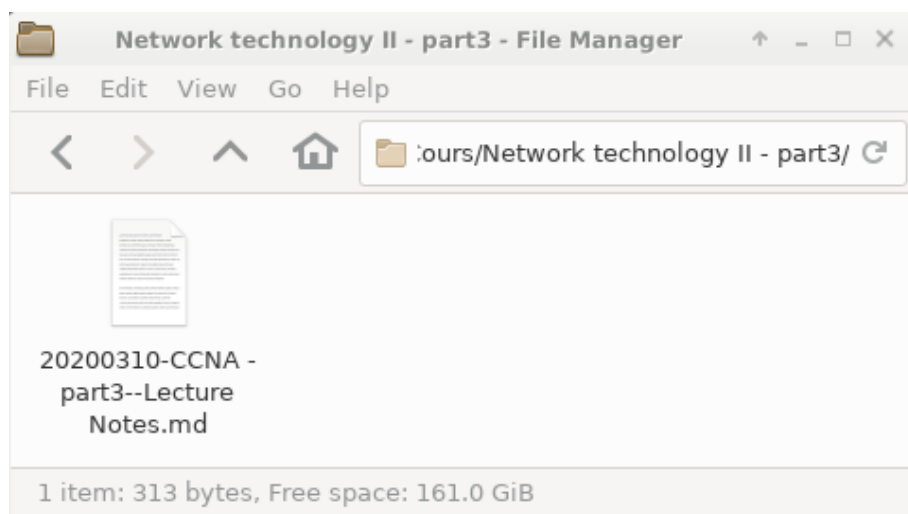 Network technology II - part3 - File Manager
File Edit View Go Help
ours/Network technology II - part3/
20200310-CCNA -
part3--Lecture
Notes.md
1 item: 313 bytes, Free space: 161.0 GiB